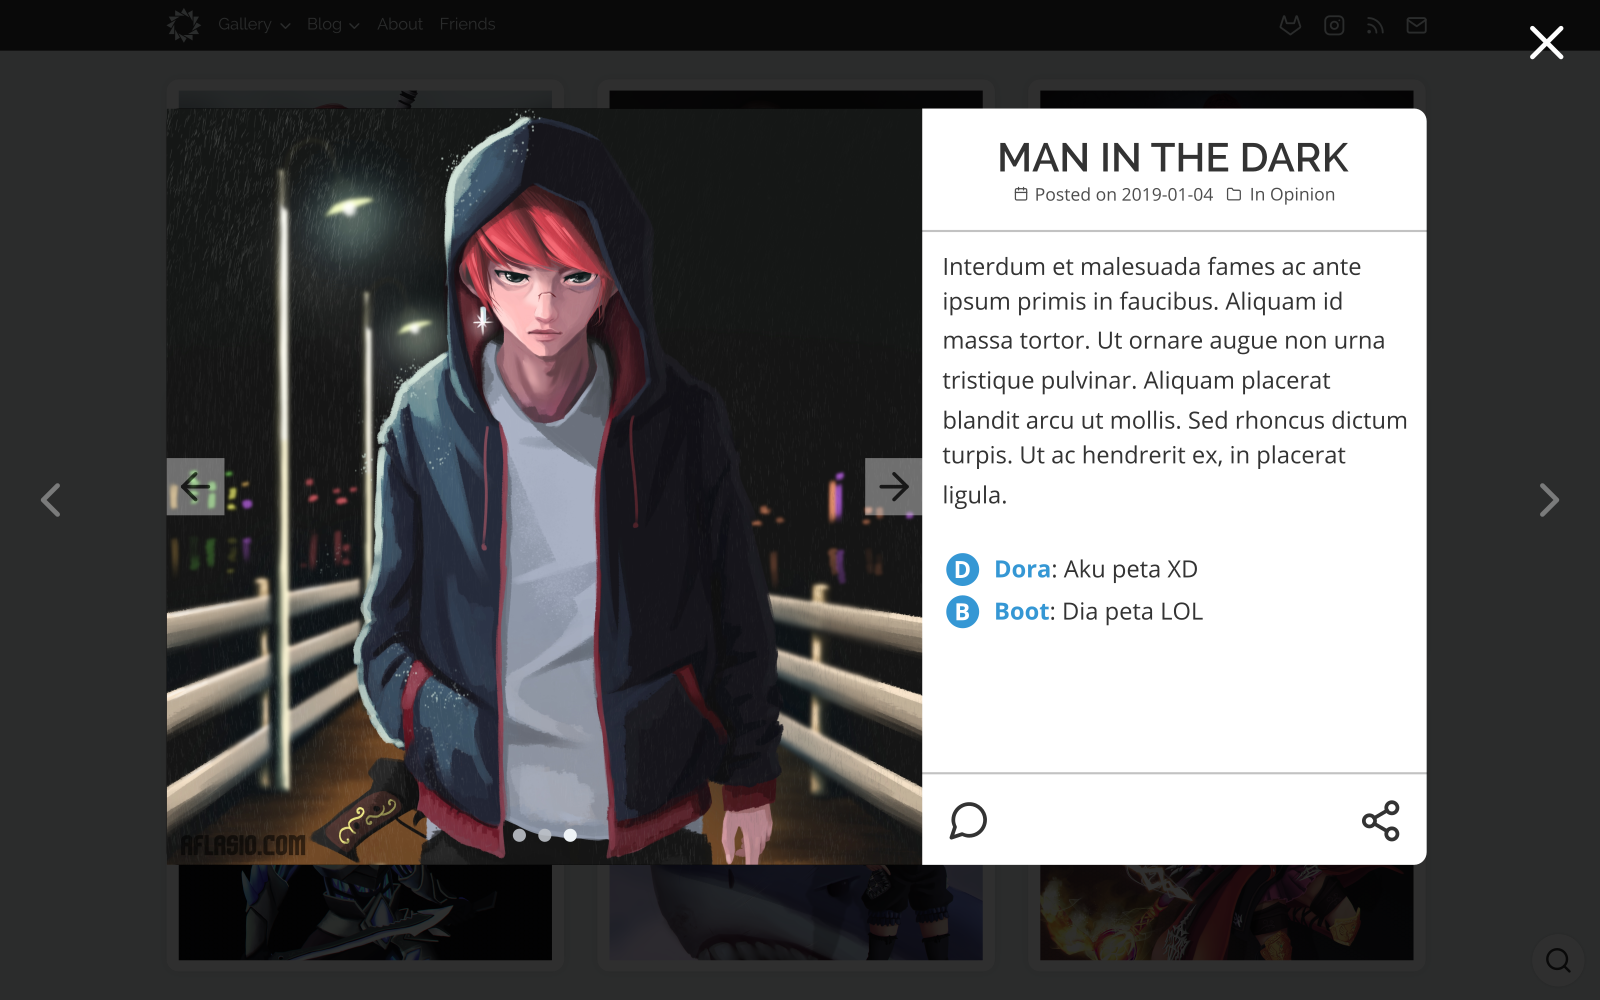 Gallery Blog About Friends
MAN IN THE DARK
Posted on 2019-01-04 In Opinion
Interdum et malesuada fames ac ante
ipsum primis in faucibus. Aliquam id
massa tortor. Ut ornare augue non urna
tristique pulvinar. Aliquam placerat
blandit arcu ut mollis. Sed rhoncus dictum
turpis. Ut ac hendrerit ex, in placerat
ligula.
D Dora: Aku peta XD
B Boot: Dia peta LOL
AFLASIO.COM